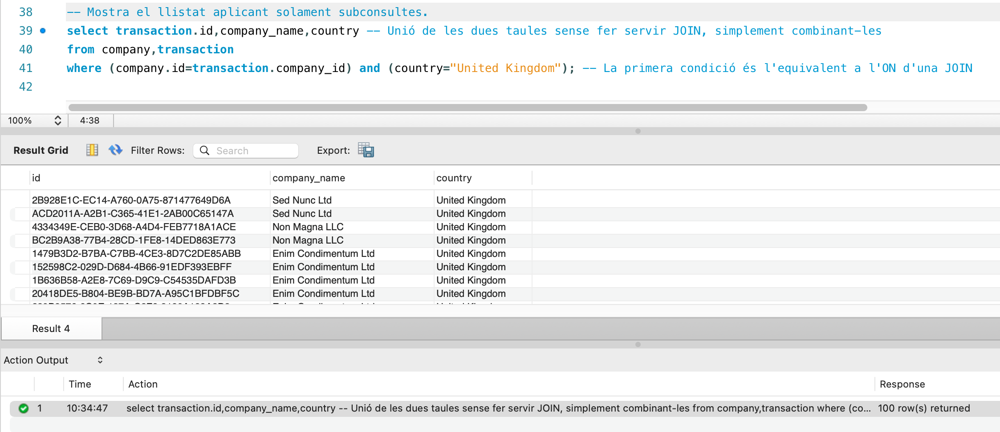 38 -- Mostra el llistat aplicant solament subconsultes.
39 select transaction.id,company_name,country -- Unió de les dues taules sense fer servir JOIN, simplement combinant-les
40 from company,transaction
41 where (company.id=transaction.company_id) and (country="United Kingdom"); -- La primera condició és l'equivalent a l'ON d'una JOIN
42
100% 4:38
Result Grid Filter Rows: Search Export:
id company_name country
2B928E1C-EC14-A760-0A75-871477649D6A Sed Nunc Ltd United Kingdom
ACD2011A-A2B1-C365-41E1-2AB00C65147A Sed Nunc Ltd United Kingdom
4334349E-CEB0-3D68-A4D4-FEB7718A1ACE Non Magna LLC United Kingdom
BC2B9A38-77B4-28CD-1FE8-14DED863E773 Non Magna LLC United Kingdom
1479B3D2-B7BA-C7BB-4CE3-8D7C2DE85ABB Enim Condimentum Ltd United Kingdom
152598C2-029D-D684-4B66-91EDF393EBFF Enim Condimentum Ltd United Kingdom
1B636B58-A2E8-7C69-D9C9-C54535DAFD3B Enim Condimentum Ltd United Kingdom
20418DE5-B804-BE9B-BD7A-A95C1BFDBF5C Enim Condimentum Ltd United Kingdom
Result 4
Action Output
Time Action Response
1 10:34:47 select transaction.id,company_name,country -- Unió de les dues taules sense fer servir JOIN, simplement combinant-les from company,transaction where (co... 100 row(s) returned